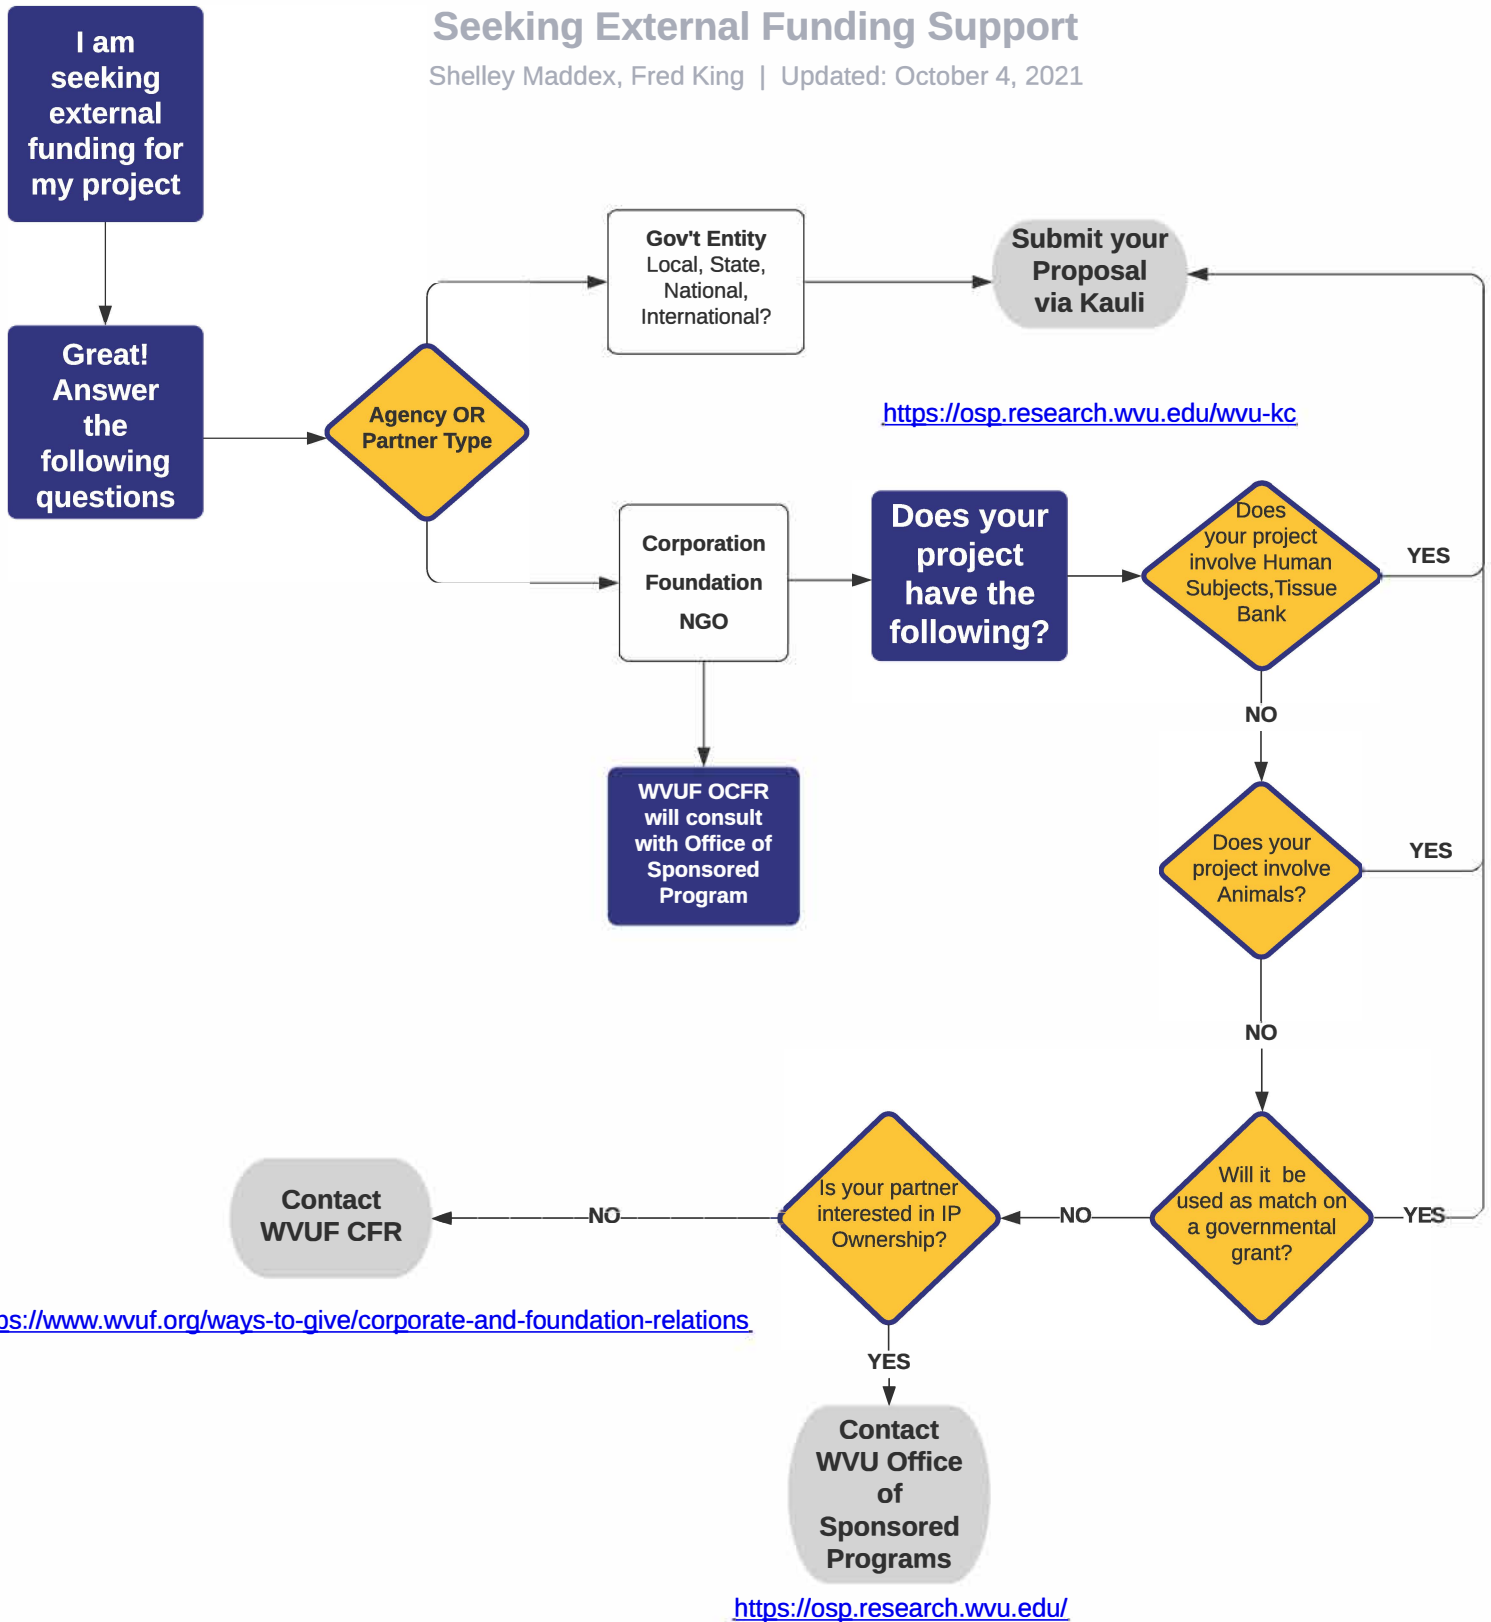 Seeking External Funding Support
Shelley Maddex, Fred King | Updated: October 4, 2021
I am
seeking
external
funding for
my project
Great!
Answer
the
following
questions
Agency OR
Partner Type
Gov't Entity
Local, State,
National,
International?
Submit your
Proposal
via Kauli
https://osp.research.wvu.edu/wvu-kc
Corporation
Foundation
NGO
Does your
project
have the
following?
Does
your project
involve Human
Subjects,Tissue
Bank
YES
NO
WVUF OCFR
will consult
with Office of
Sponsored
Program
Does your
project involve
Animals?
YES
NO
Will it be
used as match on
a governmental
grant?
YES
NO
Is your partner
interested in IP
Ownership?
NO
Contact
WVUF CFR
ps://www.wvuf.org/ways-to-give/corporate-and-foundation-relations
YES
Contact
WVU Office
of
Sponsored
Programs
https://osp.research.wvu.edu/